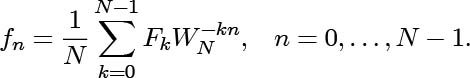 f_n = \frac{1}{N} \sum_{k=0}^{N-1} F_k W_N^{-kn}, \quad n = 0, \ldots, N-1.